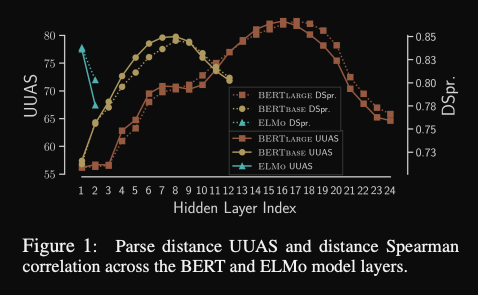 80
75
70
65
60
55
UUAS
0.85
0.83
0.80
0.78
0.75
0.73
DSpr.
BERTLARGE DSpr.
BERTBASE DSpr.
ELMo DSpr.
BERTLARGE UUAS
BERTBASE UUAS
ELMo UUAS
1 2 3 4 5 6 7 8 9 10 11 12 13 14 15 16 17 18 19 20 21 22 23 24
Hidden Layer Index
Figure 1: Parse distance UUAS and distance Spearman
correlation across the BERT and ELMo model layers.